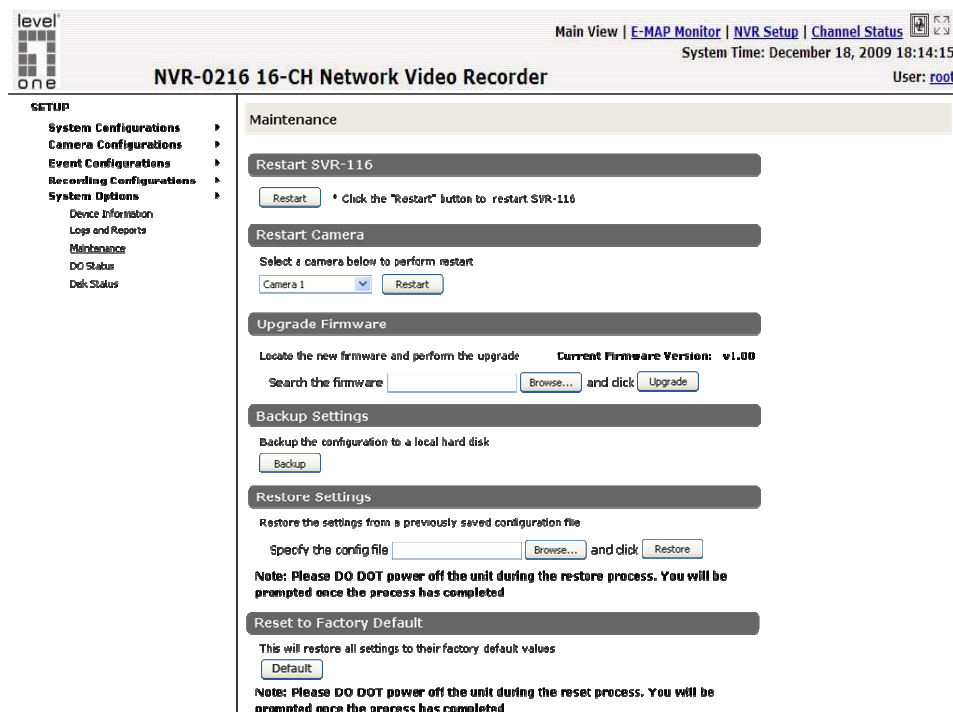 level
one
Main View | E-MAP Monitor | NVR Setup | Channel Status
System Time: December 18, 2009 18:14:15
NVR-0216 16-CH Network Video Recorder
User: root
SETUP
System Configurations
Camera Configurations
Event Configurations
Recording Configurations
System Options
Device Information
Logs and Reports
Maintenance
DO Status
Disk Status
Maintenance
Restart SVR-116
Restart * Click the "Restart" button to restart SVR-116
Restart Camera
Select a camera below to perform restart
Camera 1 Restart
Upgrade Firmware
Locate the new firmware and perform the upgrade Current Firmware Version: v1.00
Search the firmware Browse... and click Upgrade
Backup Settings
Backup the configuration to a local hard disk
Backup
Restore Settings
Restore the settings from a previously saved configuration file
Specify the config file Browse... and click Restore
Note: Please DO DOT power off the unit during the restore process. You will be
prompted once the process has completed
Reset to Factory Default
This will restore all settings to their factory default values
Default
Note: Please DO DOT power off the unit during the reset process. You will be
prompted once the process has completed